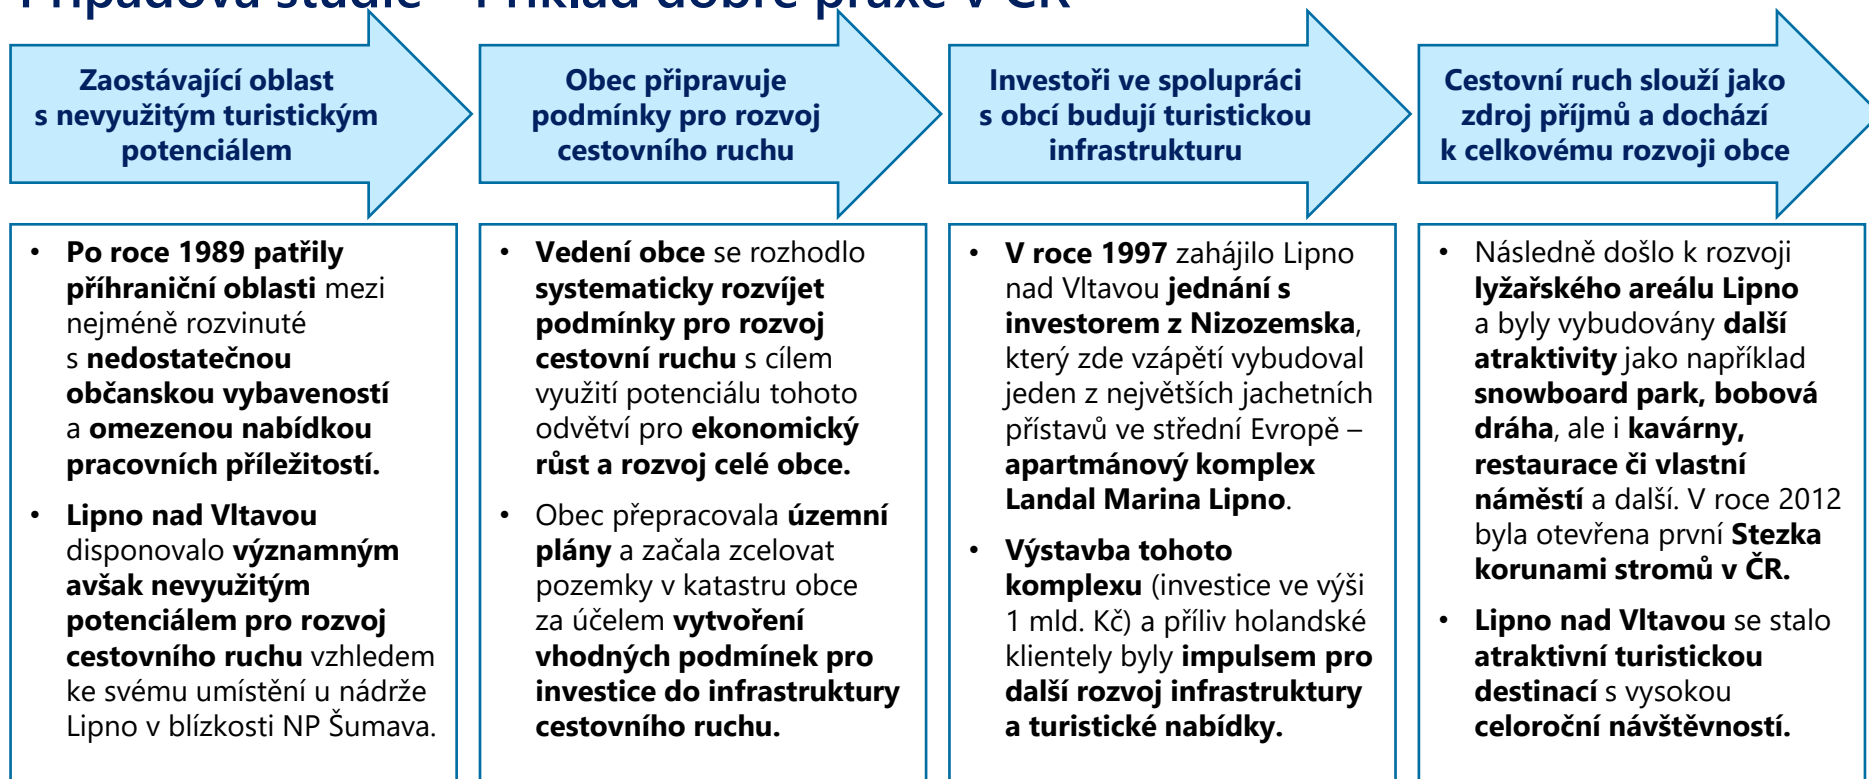 Případová studie – Příklad dobré praxe v ČR
Zaostávající oblast
s nevyužitým turistickým
potenciálem
Obec připravuje
podmínky pro rozvoj
cestovního ruchu
Investoři ve spolupráci
s obcí budují turistickou
infrastrukturu
Cestovní ruch slouží jako
zdroj příjmů a dochází
k celkovému rozvoji obce
• Po roce 1989 patřily
příhraniční oblasti mezi
nejméně rozvinuté
s nedostatečnou
občanskou vybaveností
a omezenou nabídkou
pracovních příležitostí.
• Lipno nad Vltavou
disponovalo významným
avšak nevyužitým
potenciálem pro rozvoj
cestovního ruchu vzhledem
ke svému umístění u nádrže
Lipno v blízkosti NP Šumava.
• Vedení obce se rozhodlo
systematicky rozvíjet
podmínky pro rozvoj
cestovní ruchu s cílem
využití potenciálu tohoto
odvětví pro ekonomický
růst a rozvoj celé obce.
• Obec přepracovala územní
plány a začala zcelovat
pozemky v katastru obce
za účelem vytvoření
vhodných podmínek pro
investice do infrastruktury
cestovního ruchu.
• V roce 1997 zahájilo Lipno
nad Vltavou jednání s
investorem z Nizozemska,
který zde vzápětí vybudoval
jeden z největších jachetních
přístavů ve střední Evropě –
apartmánový komplex
Landal Marina Lipno.
• Výstavba tohoto
komplexu (investice ve výši
1 mld. Kč) a příliv holandské
klientely byly impulsem pro
další rozvoj infrastruktury
a turistické nabídky.
• Následně došlo k rozvoji
lyžařského areálu Lipno
a byly vybudovány další
atraktivity jako například
snowboard park, bobová
dráha, ale i kavárny,
restaurace či vlastní
náměstí a další. V roce 2012
byla otevřena první Stezka
korunami stromů v ČR.
• Lipno nad Vltavou se stalo
atraktivní turistickou
destinací s vysokou
celoroční návštěvností.